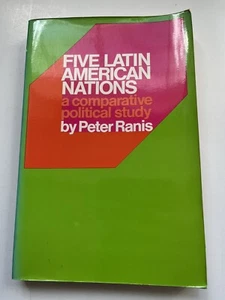 FIVE LATIN
AMERICAN
NATIONS
a comparative
political study
by Peter Ranis